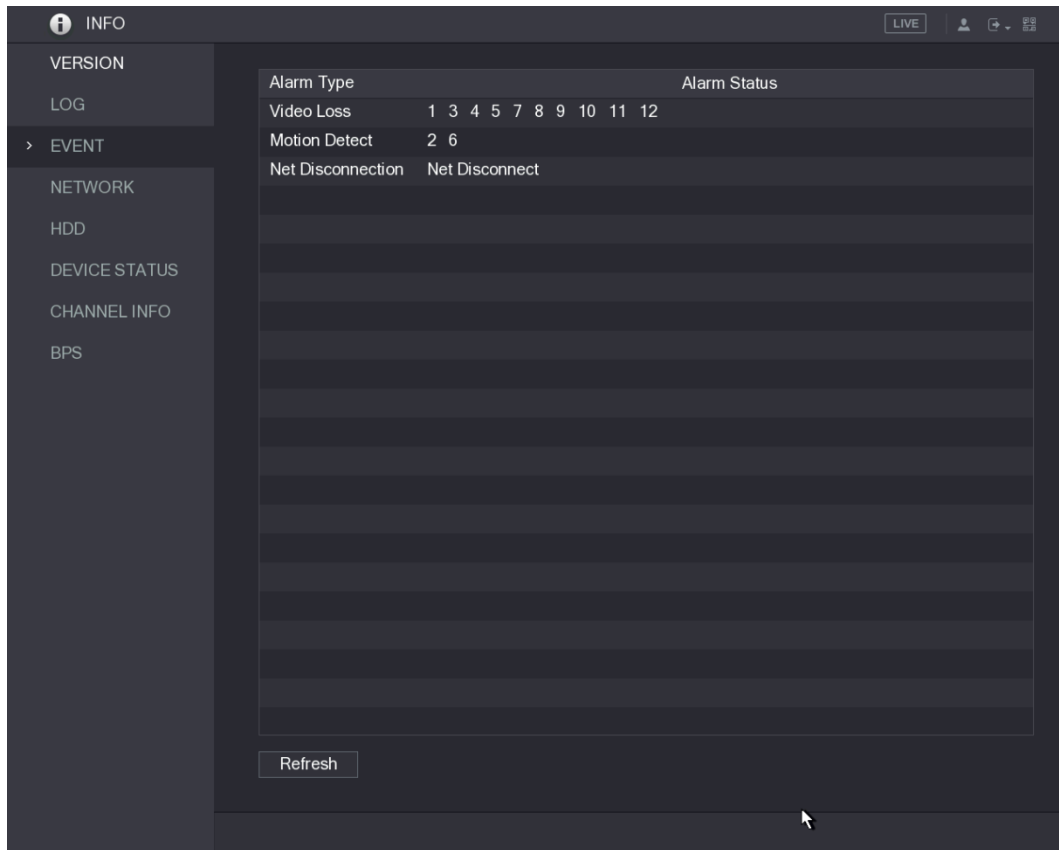 INFO
LIVE
VERSION
LOG
EVENT
NETWORK
HDD
DEVICE STATUS
CHANNEL INFO
BPS
Alarm Type Alarm Status
Video Loss 1 3 4 5 7 8 9 10 11 12
Motion Detect 2 6
Net Disconnection Net Disconnect
Refresh